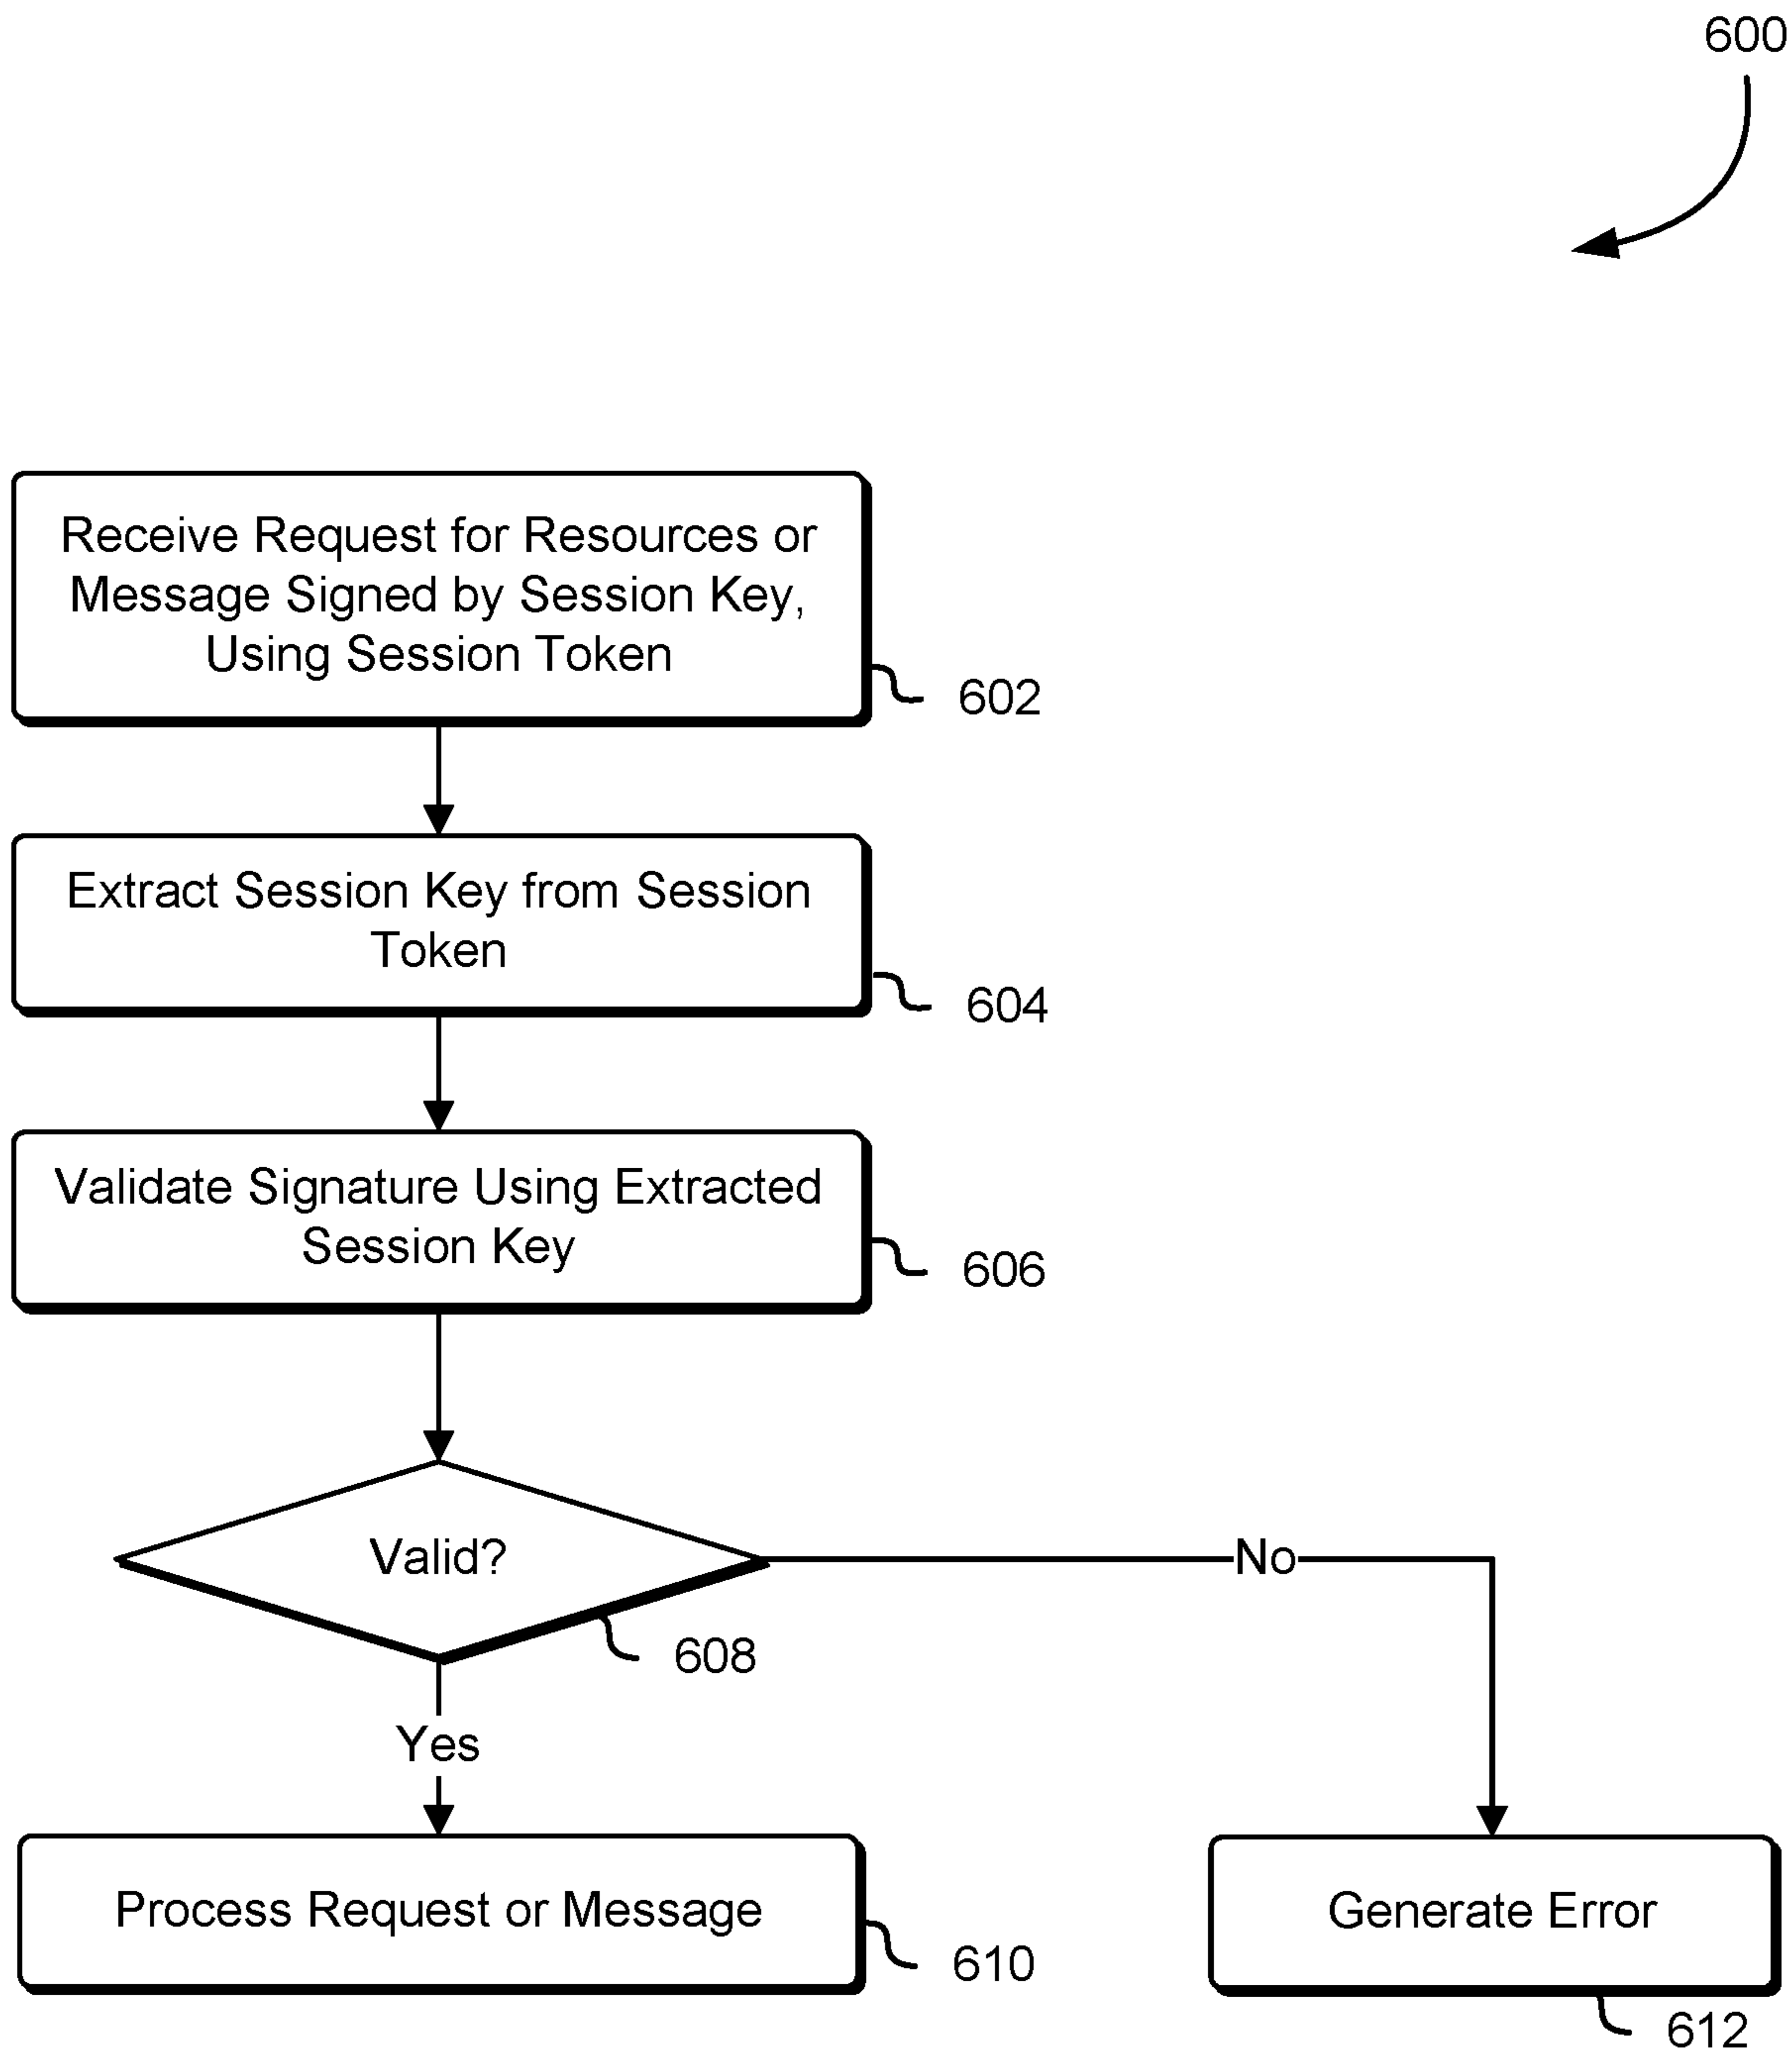 600
Receive Request for Resources or
Message Signed by Session Key,
Using Session Token
602
Extract Session Key from Session
Token
604
Validate Signature Using Extracted
Session Key
606
Valid?
No
608
Yes
Process Request or Message
610
Generate Error
612